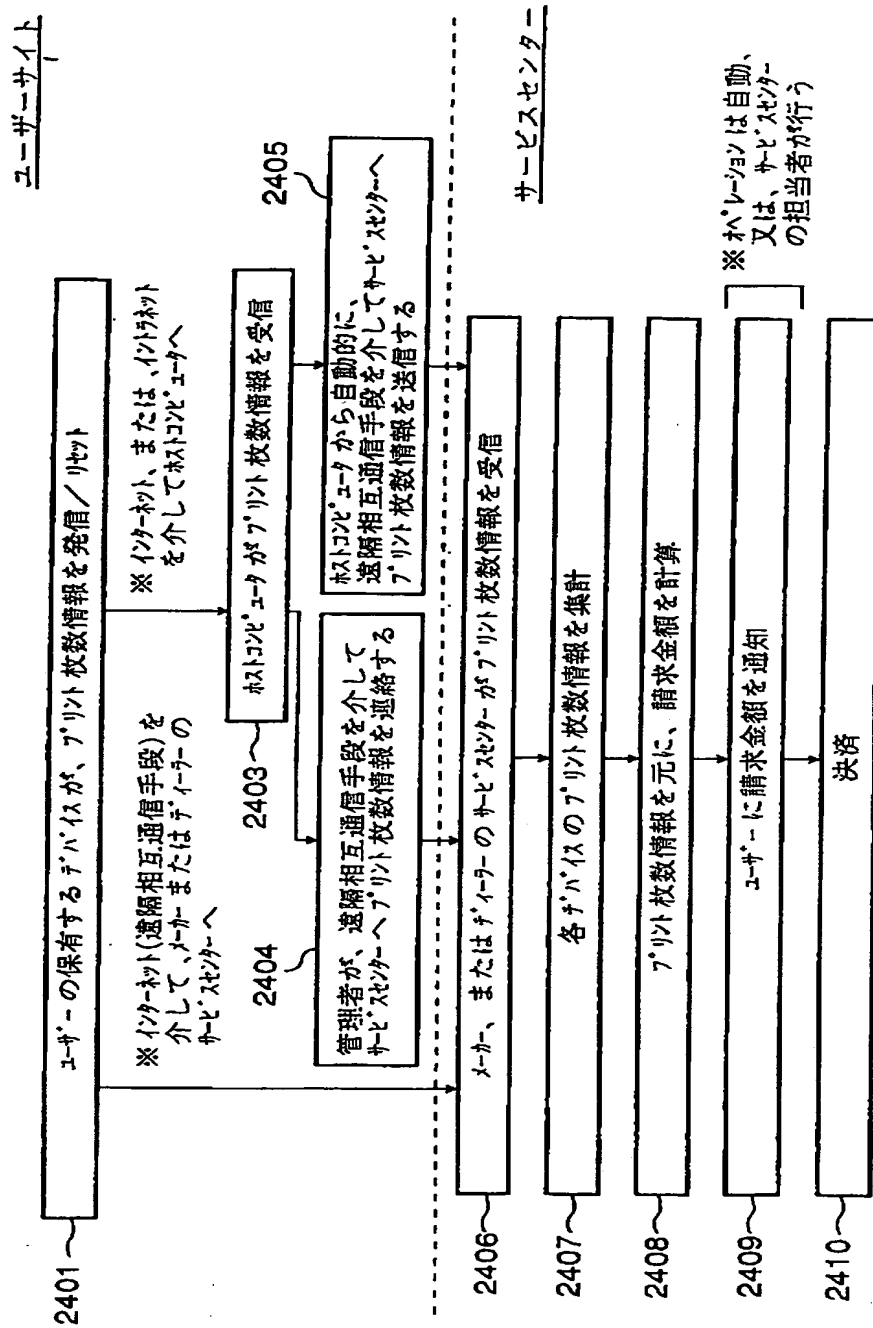 ユーザーサイト
2401
ユーザーの保有するデバイスが、プリント枚数情報を発信/リセット
※インターネット(遠隔相互通信手段)を
介して、メーカーまたはディーラーの
サービスセンターへ
※インターネット、または、イントラネット
を介してホストコンピュータへ
2403
ホストコンピュータがプリント枚数情報を受信
2404
管理者が、遠隔相互通信手段を介して
サービスセンターへプリント枚数情報を連絡する
2405
ホストコンピュータから自動的に、
遠隔相互通信手段を介してサービスセンターへ
プリント枚数情報を送信する
サービスセンター
2406
メーカー、またはディーラーのサービスセンターがプリント枚数情報を受信
2407
各デバイスのプリント枚数情報を集計
2408
プリント枚数情報を元に、請求金額を計算
2409
ユーザーに請求金額を通知
※オペレーションは自動、
又は、サービスセンター
の担当者が行う
2410
決済